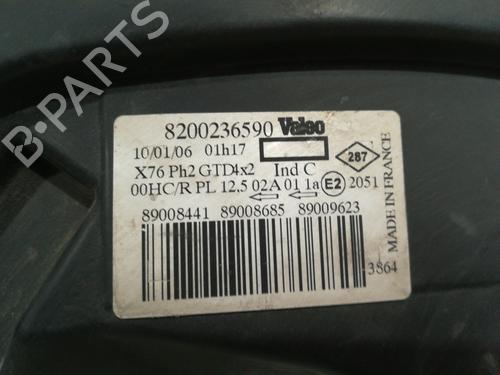 8200236590 Valeo
10/01/06 01h17
X76 Ph2 GTD4x2 Ind C
287
00HC/R PL 12,5 02A 01 1a E2 2051
89008441 89008685 89009623
3864
MADE IN FRANCE
B-PARTS